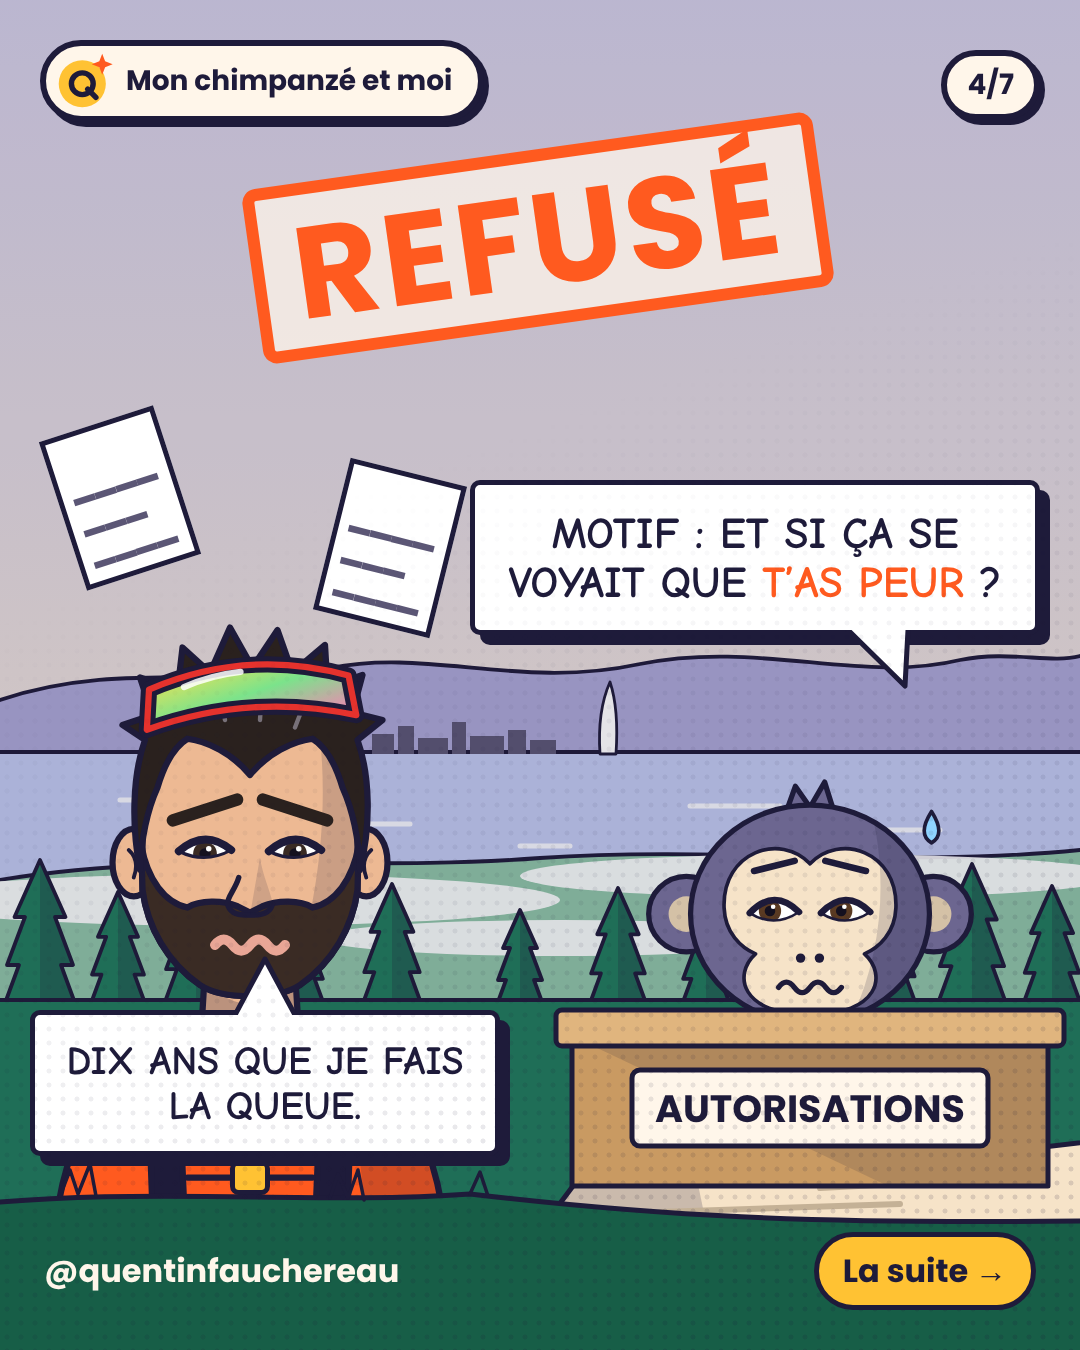 Q Mon chimpanzé et moi
4/7
REFUSÉ
MOTIF : ET SI ÇA SE
VOYAIT QUE T'AS PEUR ?
DIX ANS QUE JE FAIS
LA QUEUE.
AUTORISATIONS
@quentinfauchereau
La suite →